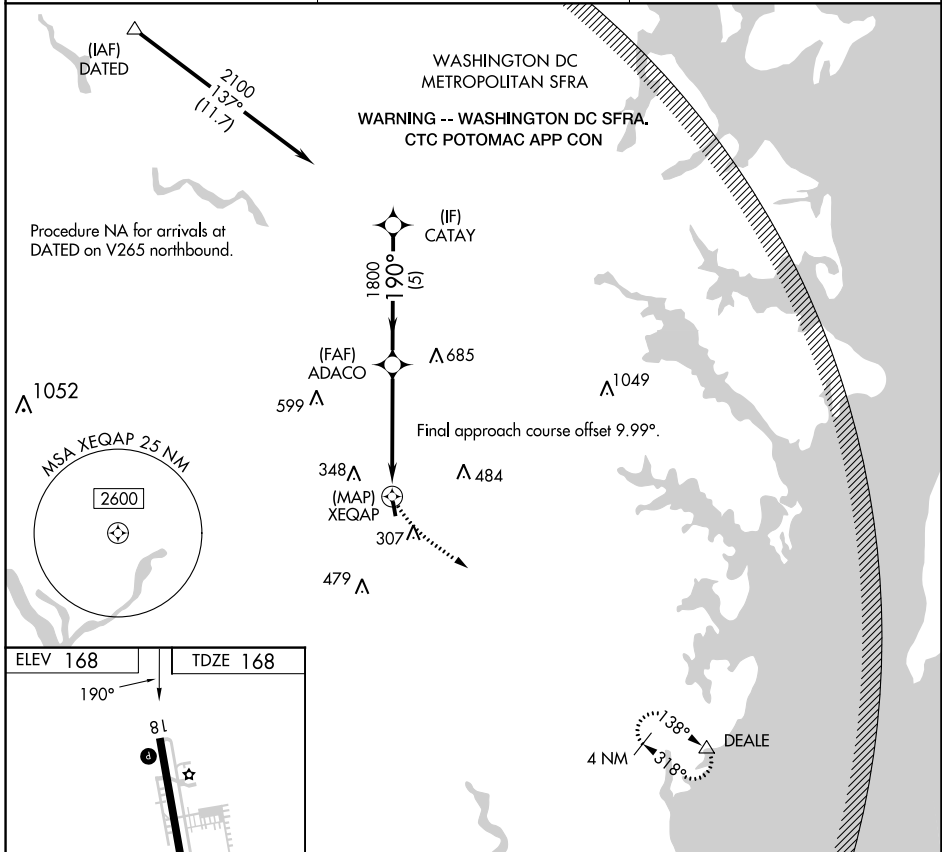 (IAF)
DATED
2100
137°
(11.7)
WASHINGTON DC
METROPOLITAN SFRA
WARNING -- WASHINGTON DC SFRA.
CTC POTOMAC APP CON
Procedure NA for arrivals at
DATED on V265 northbound.
(IF)
CATAY
1800
190°
(5)
(FAF)
ADACO
685
1052
599
1049
Final approach course offset 9.99°.
MSA XEQAP 25 NM
2600
348
484
(MAP)
XEQAP
307
479
ELEV 168
TDZE 168
190°
18
P
138°
318°
4 NM
DEALE